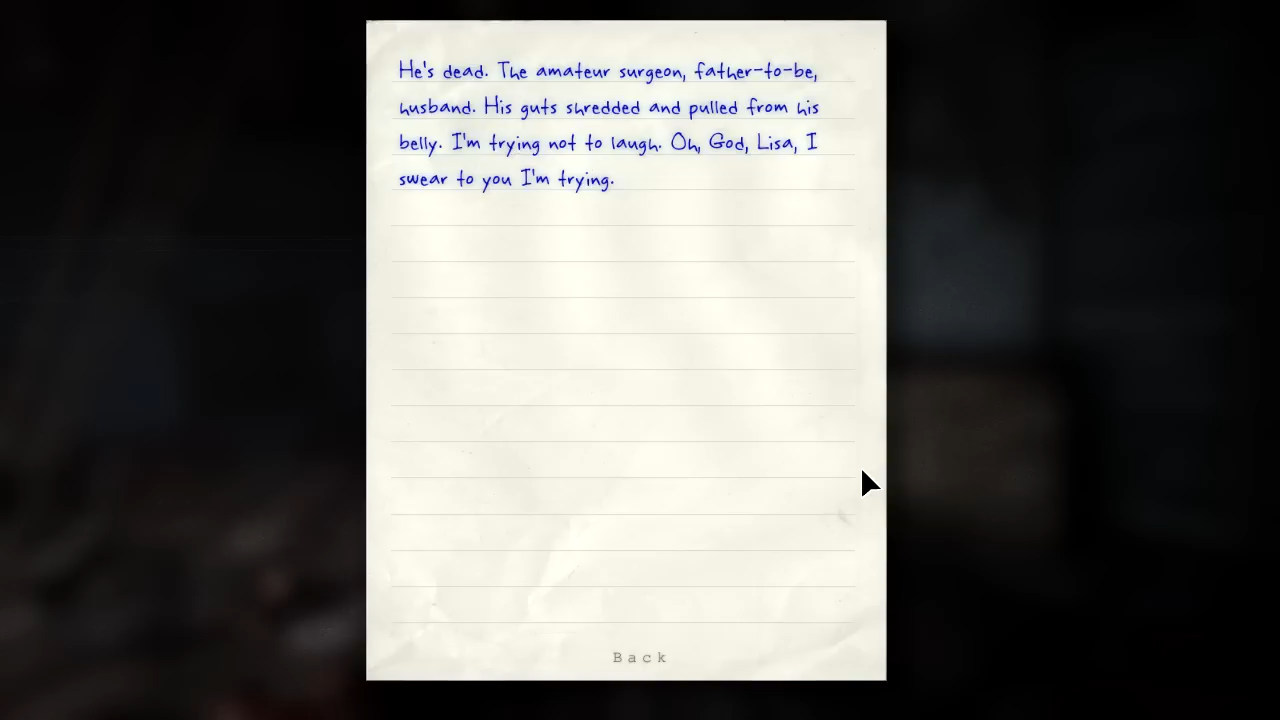 He's dead. The amateur surgeon, father-to-be,
husband. His guts shredded and pulled from his
belly. I'm trying not to laugh. Oh, God, Lisa, I
swear to you I'm trying.
Back